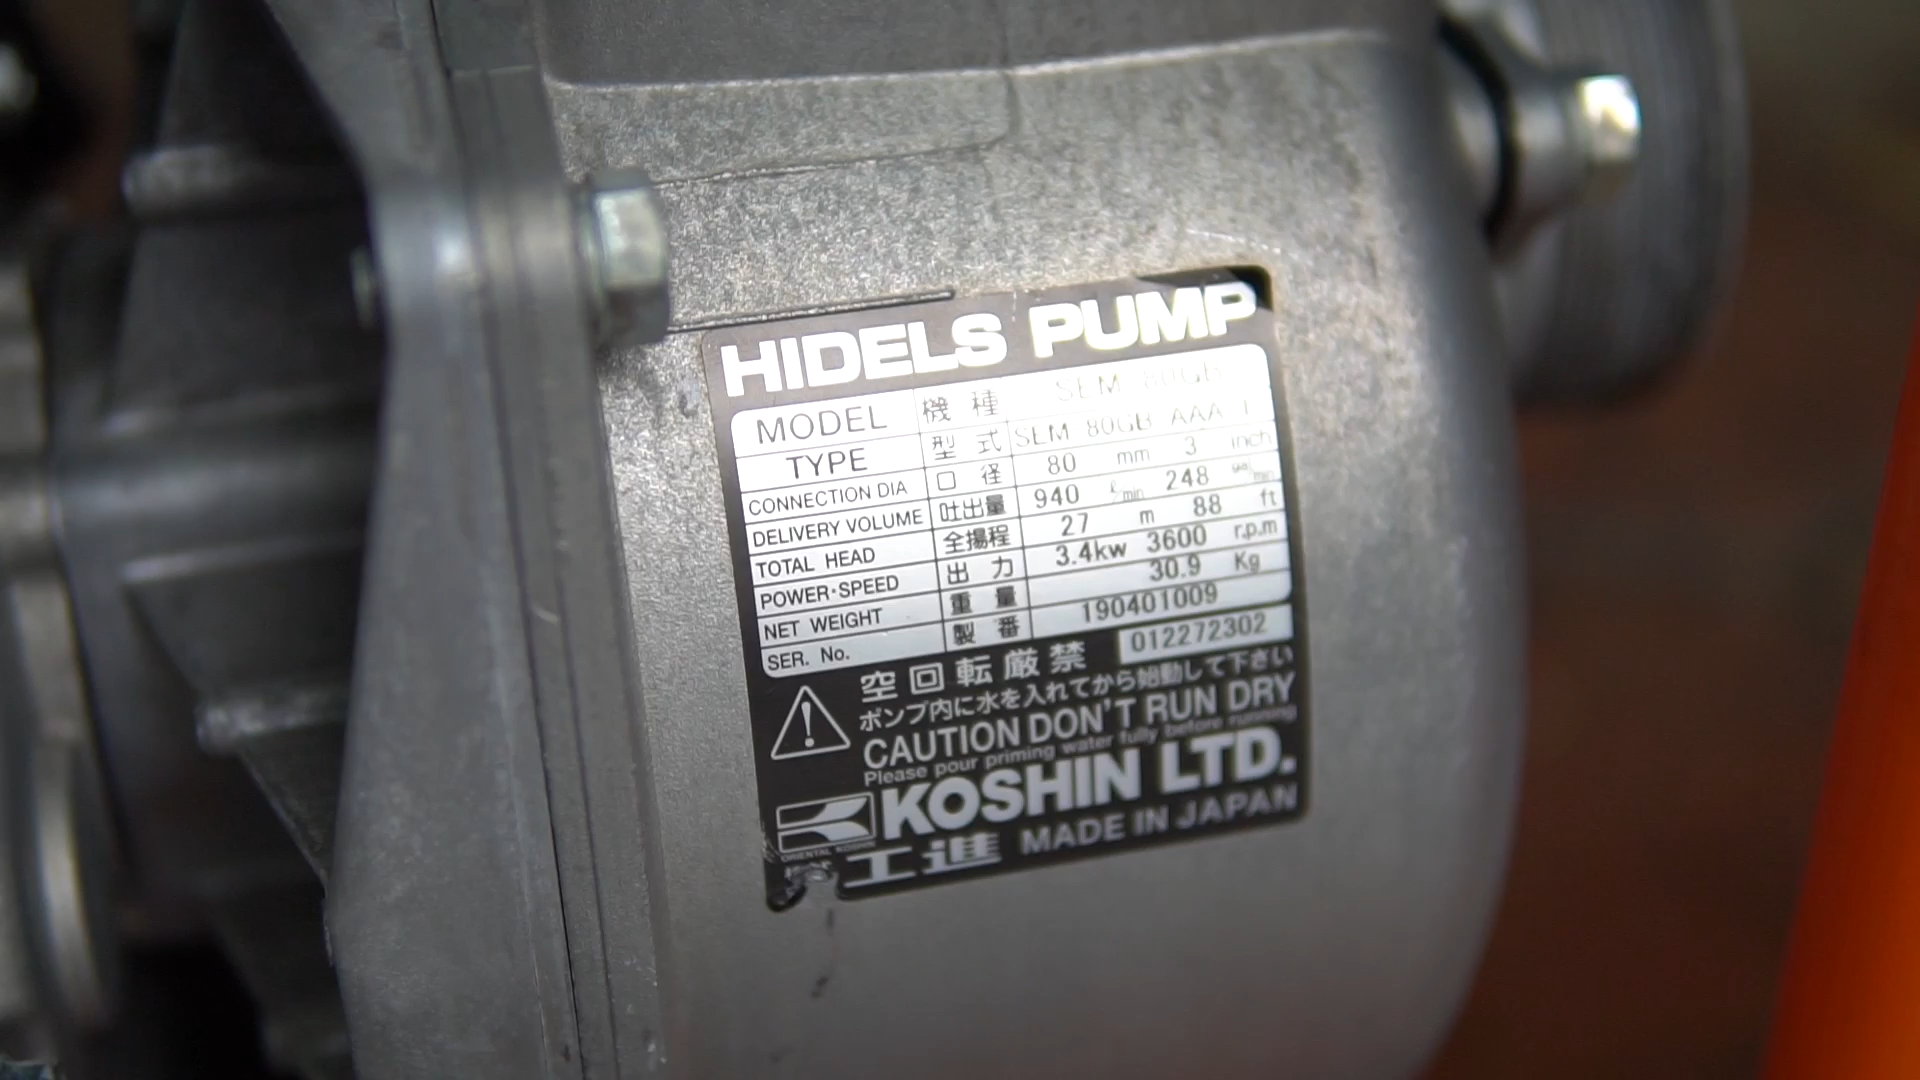 HIDELS PUMP
MODEL 機種 SEM 80GB
TYPE 型式 SEM 80GB AAA 1
CONNECTION DIA 口径 80 mm 3 inch
DELIVERY VOLUME 吐出量 940 ℓ/min 248 gal/min
TOTAL HEAD 全揚程 27 m 88 ft
POWER·SPEED 出力 3.4kw 3600 r.p.m
NET WEIGHT 重量 30.9 Kg
SER. No. 製番 190401009
012272302
空回転厳禁
ポンプ内に水を入れてから始動して下さい
CAUTION DON'T RUN DRY
Please pour priming water fully before running
KOSHIN LTD.
ORIENTAL KOSHIN
工進 MADE IN JAPAN